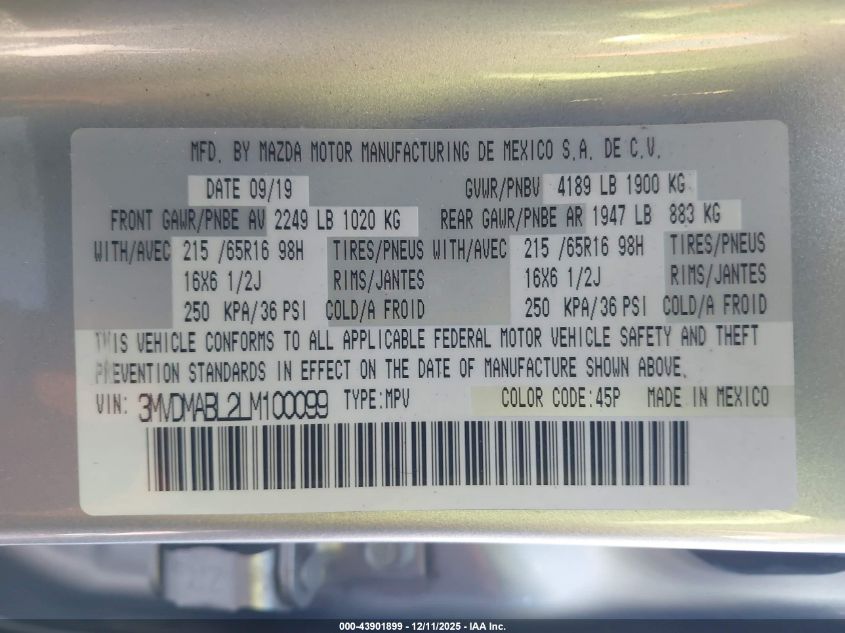 MFD. BY MAZDA MOTOR MANUFACTURING DE MEXICO S.A. DE C.V.
DATE 09/19 GVWR/PNBV 4189 LB 1900 KG
FRONT GAWR/PNBE AV 2249 LB 1020 KG REAR GAWR/PNBE AR 1947 LB 883 KG
WITH/AVEC 215 /65R16 98H TIRES/PNEUS WITH/AVEC 215 /65R16 98H TIRES/PNEUS
16X6 1/2J RIMS/JANTES 16X6 1/2J RIMS/JANTES
250 KPA/36 PSI COLD/A FROID 250 KPA/36 PSI COLD/A FROID
THIS VEHICLE CONFORMS TO ALL APPLICABLE FEDERAL MOTOR VEHICLE SAFETY AND THEFT
PREVENTION STANDARDS IN EFFECT ON THE DATE OF MANUFACTURE SHOWN ABOVE.
VIN: 3MVDMABL2LM100099 TYPE:MPV COLOR CODE:45P MADE IN MEXICO
000-43901899 - 12/11/2025 - IAA Inc.